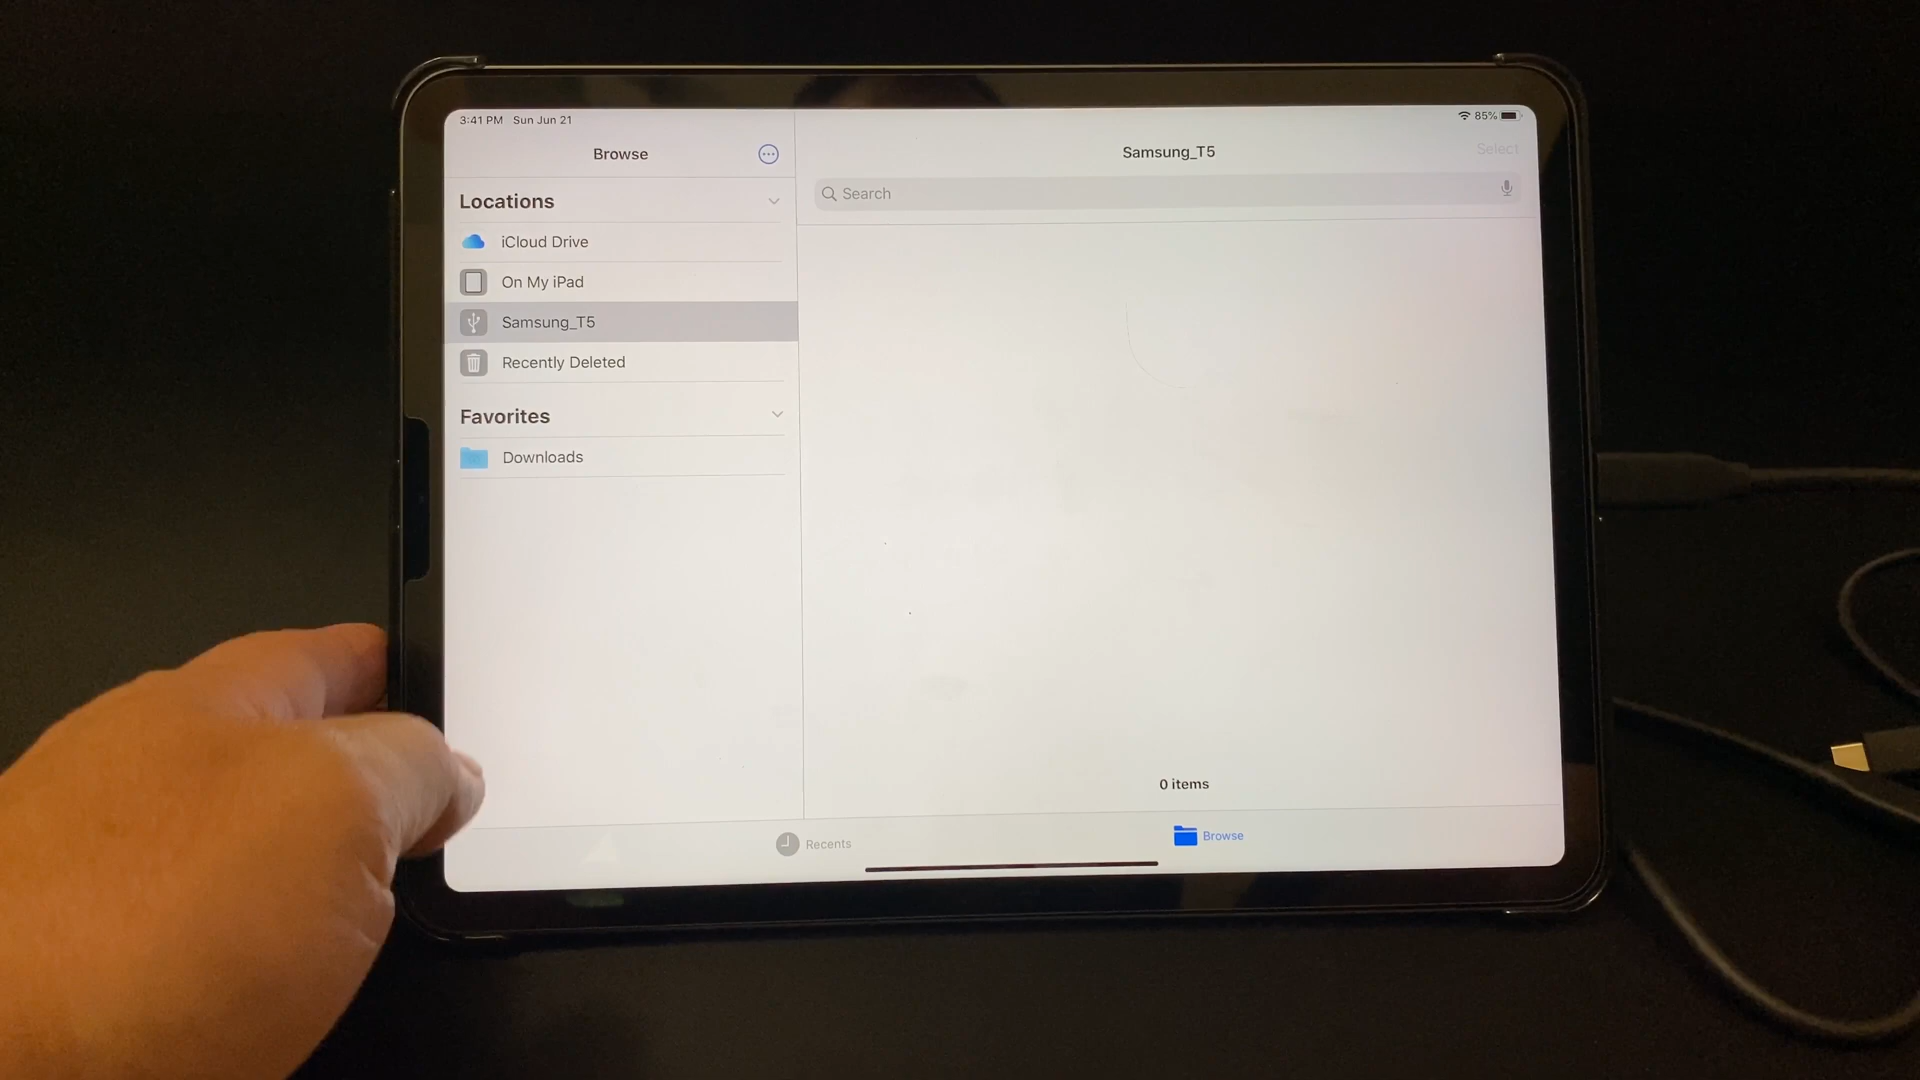 3:41 PM Sun Jun 21
85%
Browse
Locations
iCloud Drive
On My iPad
Samsung_T5
Recently Deleted
Favorites
Downloads
Samsung_T5
Select
Search
0 items
Recents
Browse